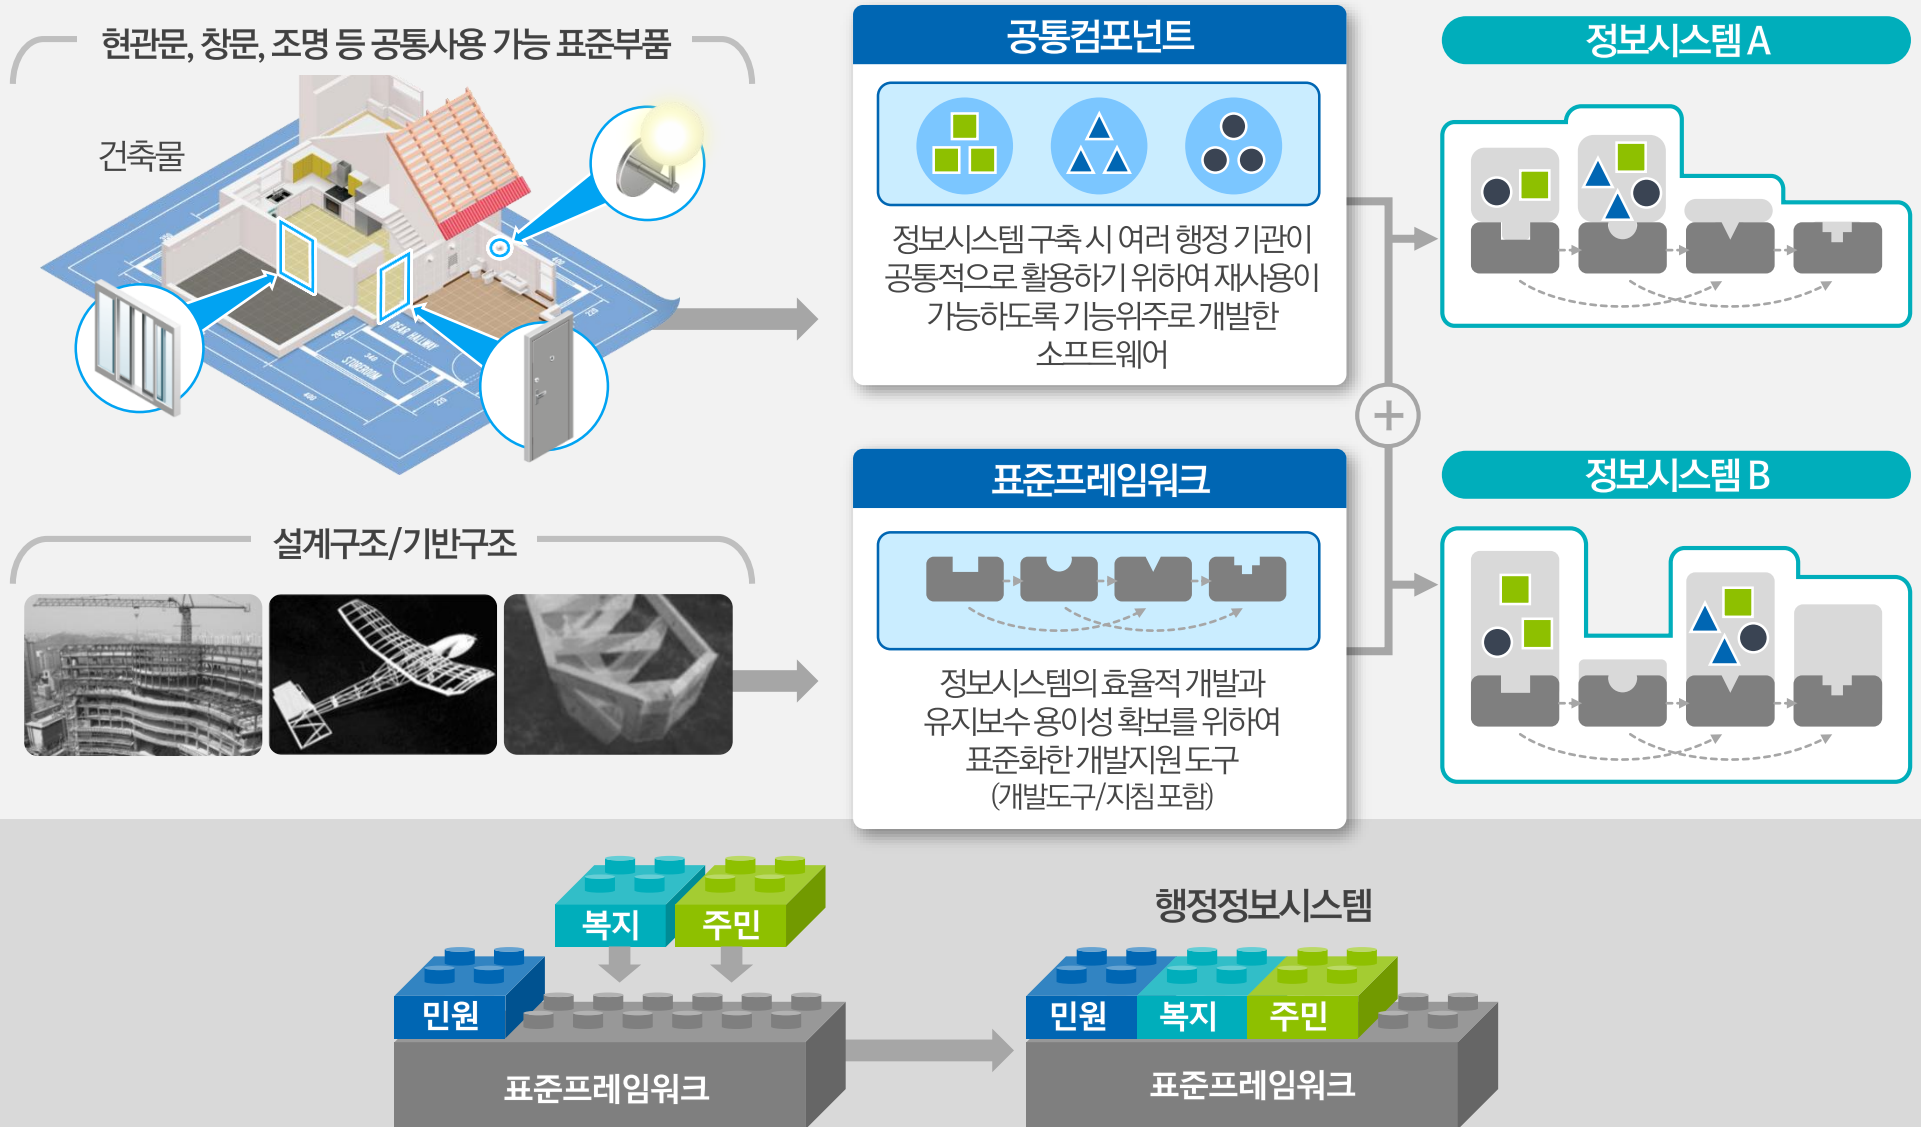 현관문, 창문, 조명 등 공통사용 가능 표준부품
건축물
REAR HALLWAY
STOREROOM
340
400
설계구조/기반구조
공통컴포넌트
정보시스템 구축 시 여러 행정 기관이
공통적으로 활용하기 위하여 재사용이
가능하도록 기능위주로 개발한
소프트웨어
+
표준프레임워크
정보시스템의 효율적 개발과
유지보수 용이성 확보를 위하여
표준화한 개발지원 도구
(개발도구/지침 포함)
정보시스템 A
정보시스템 B
복지
주민
민원
표준프레임워크
행정정보시스템
민원
복지
주민
표준프레임워크